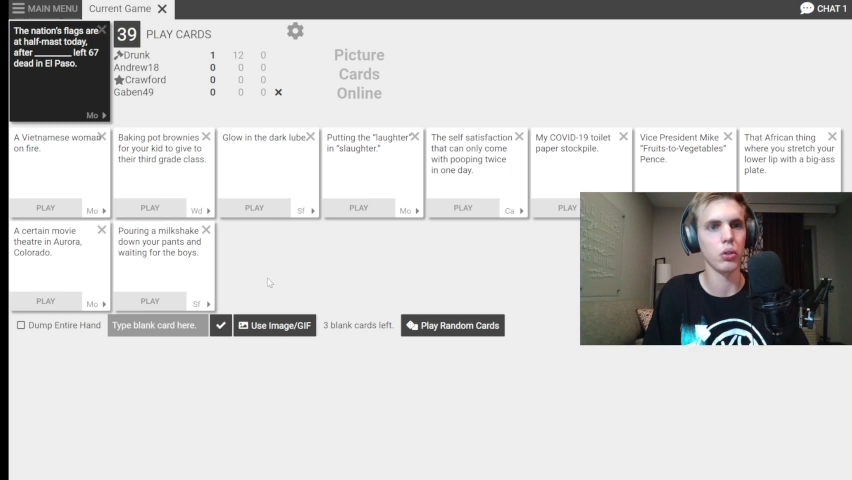 MAIN MENU
Current Game
CHAT 1
The nation's flags are
at half-mast today,
after ________ left 67
dead in El Paso.
Mo
39 PLAY CARDS
Drunk 1 12 0
Andrew18 0 0 0
Crawford 0 0 0
Gaben49 0 0 0
Picture
Cards
Online
A Vietnamese woman
on fire.
PLAY
Mo
Baking pot brownies
for your kid to give to
their third grade class.
PLAY
Wd
Glow in the dark lube.
PLAY
Sf
Putting the "laughter"
in "slaughter."
PLAY
Mo
The self satisfaction
that can only come
with pooping twice
in one day.
PLAY
Ca
My COVID-19 toilet
paper stockpile.
PLAY
Vice President Mike
"Fruits-to-Vegetables"
Pence.
That African thing
where you stretch your
lower lip with a big-ass
plate.
A certain movie
theatre in Aurora,
Colorado.
PLAY
Mo
Pouring a milkshake
down your pants and
waiting for the boys.
PLAY
Sf
Dump Entire Hand
Type blank card here.
Use Image/GIF
3 blank cards left.
Play Random Cards